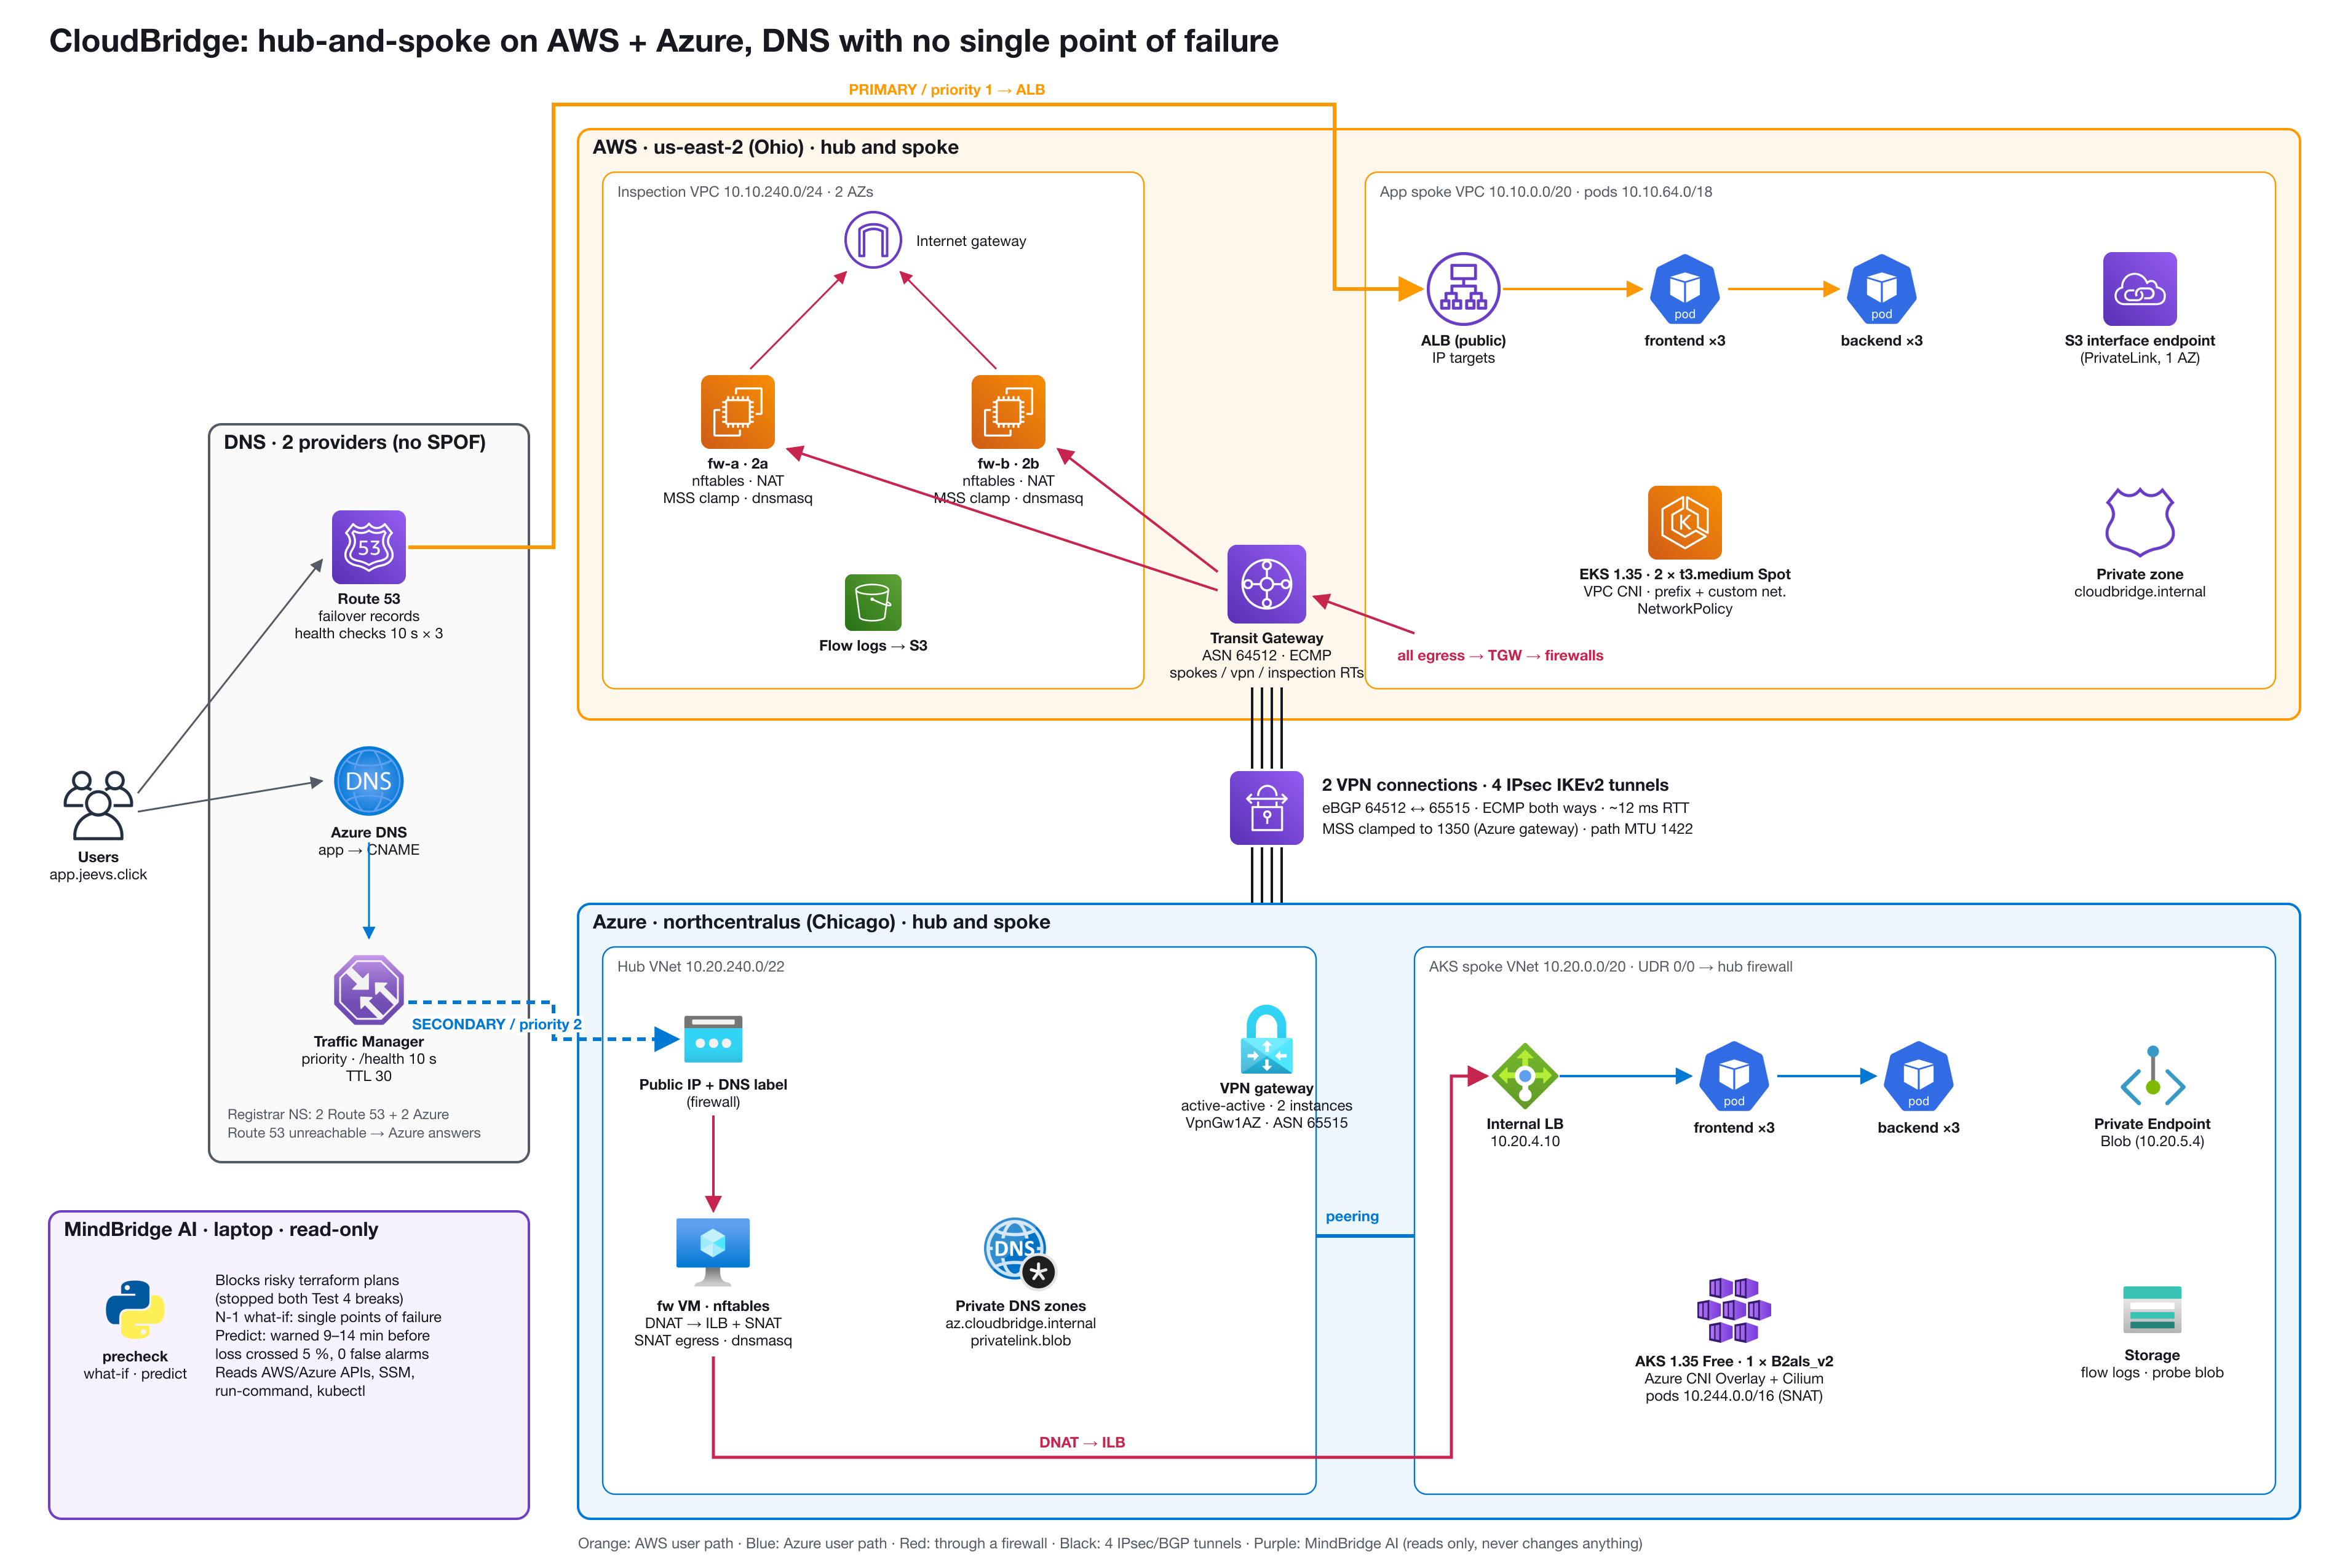 CloudBridge: hub-and-spoke on AWS + Azure, DNS with no single point of failure
PRIMARY / priority 1 → ALB
AWS · us-east-2 (Ohio) · hub and spoke
Inspection VPC 10.10.240.0/24 · 2 AZs
Internet gateway
fw-a · 2a
nftables · NAT
MSS clamp · dnsmasq
fw-b · 2b
nftables · NAT
MSS clamp · dnsmasq
Flow logs → S3
Transit Gateway
ASN 64512 · ECMP
spokes / vpn / inspection RTs
App spoke VPC 10.10.0.0/20 · pods 10.10.64.0/18
ALB (public)
IP targets
pod
frontend ×3
pod
backend ×3
S3 interface endpoint
(PrivateLink, 1 AZ)
K
EKS 1.35 · 2 × t3.medium Spot
VPC CNI · prefix + custom net.
NetworkPolicy
Private zone
cloudbridge.internal
all egress → TGW → firewalls
DNS · 2 providers (no SPOF)
53
Route 53
failover records
health checks 10 s × 3
DNS
Azure DNS
app → CNAME
Users
app.jeevs.click
Traffic Manager
priority · /health 10 s
TTL 30
SECONDARY / priority 2
Registrar NS: 2 Route 53 + 2 Azure
Route 53 unreachable → Azure answers
2 VPN connections · 4 IPsec IKEv2 tunnels
eBGP 64512 ↔ 65515 · ECMP both ways · ~12 ms RTT
MSS clamped to 1350 (Azure gateway) · path MTU 1422
Azure · northcentralus (Chicago) · hub and spoke
Hub VNet 10.20.240.0/22
Public IP + DNS label
(firewall)
VPN gateway
active-active · 2 instances
VpnGw1AZ · ASN 65515
fw VM · nftables
DNAT → ILB + SNAT
SNAT egress · dnsmasq
DNS
*
Private DNS zones
az.cloudbridge.internal
privatelink.blob
DNAT → ILB
peering
AKS spoke VNet 10.20.0.0/20 · UDR 0/0 → hub firewall
Internal LB
10.20.4.10
pod
frontend ×3
pod
backend ×3
Private Endpoint
Blob (10.20.5.4)
AKS 1.35 Free · 1 × B2als_v2
Azure CNI Overlay + Cilium
pods 10.244.0.0/16 (SNAT)
Storage
flow logs · probe blob
MindBridge AI · laptop · read-only
precheck
what-if · predict
Blocks risky terraform plans
(stopped both Test 4 breaks)
N-1 what-if: single points of failure
Predict: warned 9–14 min before
loss crossed 5 %, 0 false alarms
Reads AWS/Azure APIs, SSM,
run-command, kubectl
Orange: AWS user path · Blue: Azure user path · Red: through a firewall · Black: 4 IPsec/BGP tunnels · Purple: MindBridge AI (reads only, never changes anything)